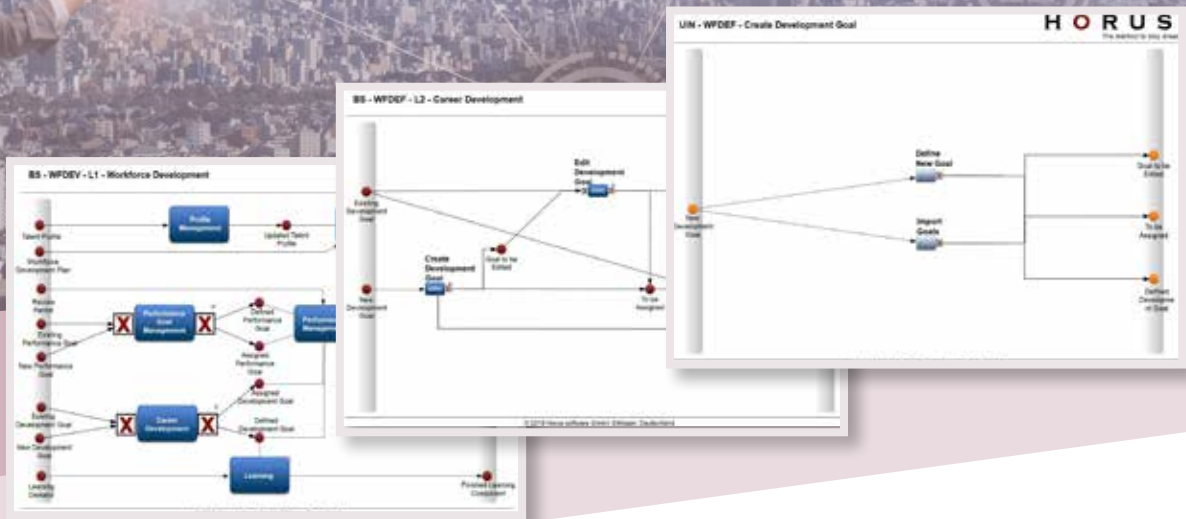 BS - WFDEV - L1 - Workforce Development
Talent Profile
Workforce
Development Plan
Profile
Management
Updated Talent
Profile
Review
Existing
Performance Goal
New Performance
Goal
Performance
Goal
Management
Defined
Performance
Goal
Assigned
Performance
Goal
Performance
Existing
Development Goal
New Development
Goal
Career
Development
Assigned
Development Goal
Defined
Development Goal
Learning
Demand
Learning
Finished Learning
BS - WFDEF - L2 - Career Development
Existing
Development
Goal
New
Development
Goal
Create
Development
Goal
Goal to be
Edited
Edit
Development
Goal
To be
Assigned
UIN - WFDEF - Create Development Goal
HORUS
New
Development
Goal
Define
New Goal
Import
Goals
Goal to be
Edited
To be
Assigned
Defined
Developme
nt Goal